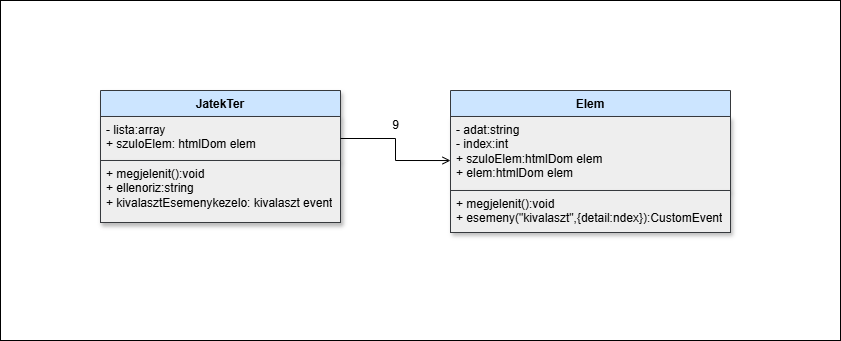 JatekTer
- lista:array
+ szuloElem: htmlDom elem
+ megjelenit():void
+ ellenoriz:string
+ kivalasztEsemenykezelo: kivalaszt event
9
Elem
- adat:string
- index:int
+ szuloElem:htmlDom elem
+ elem:htmlDom elem
+ megjelenit():void
+ esemeny("kivalaszt",{detail:ndex}):CustomEvent